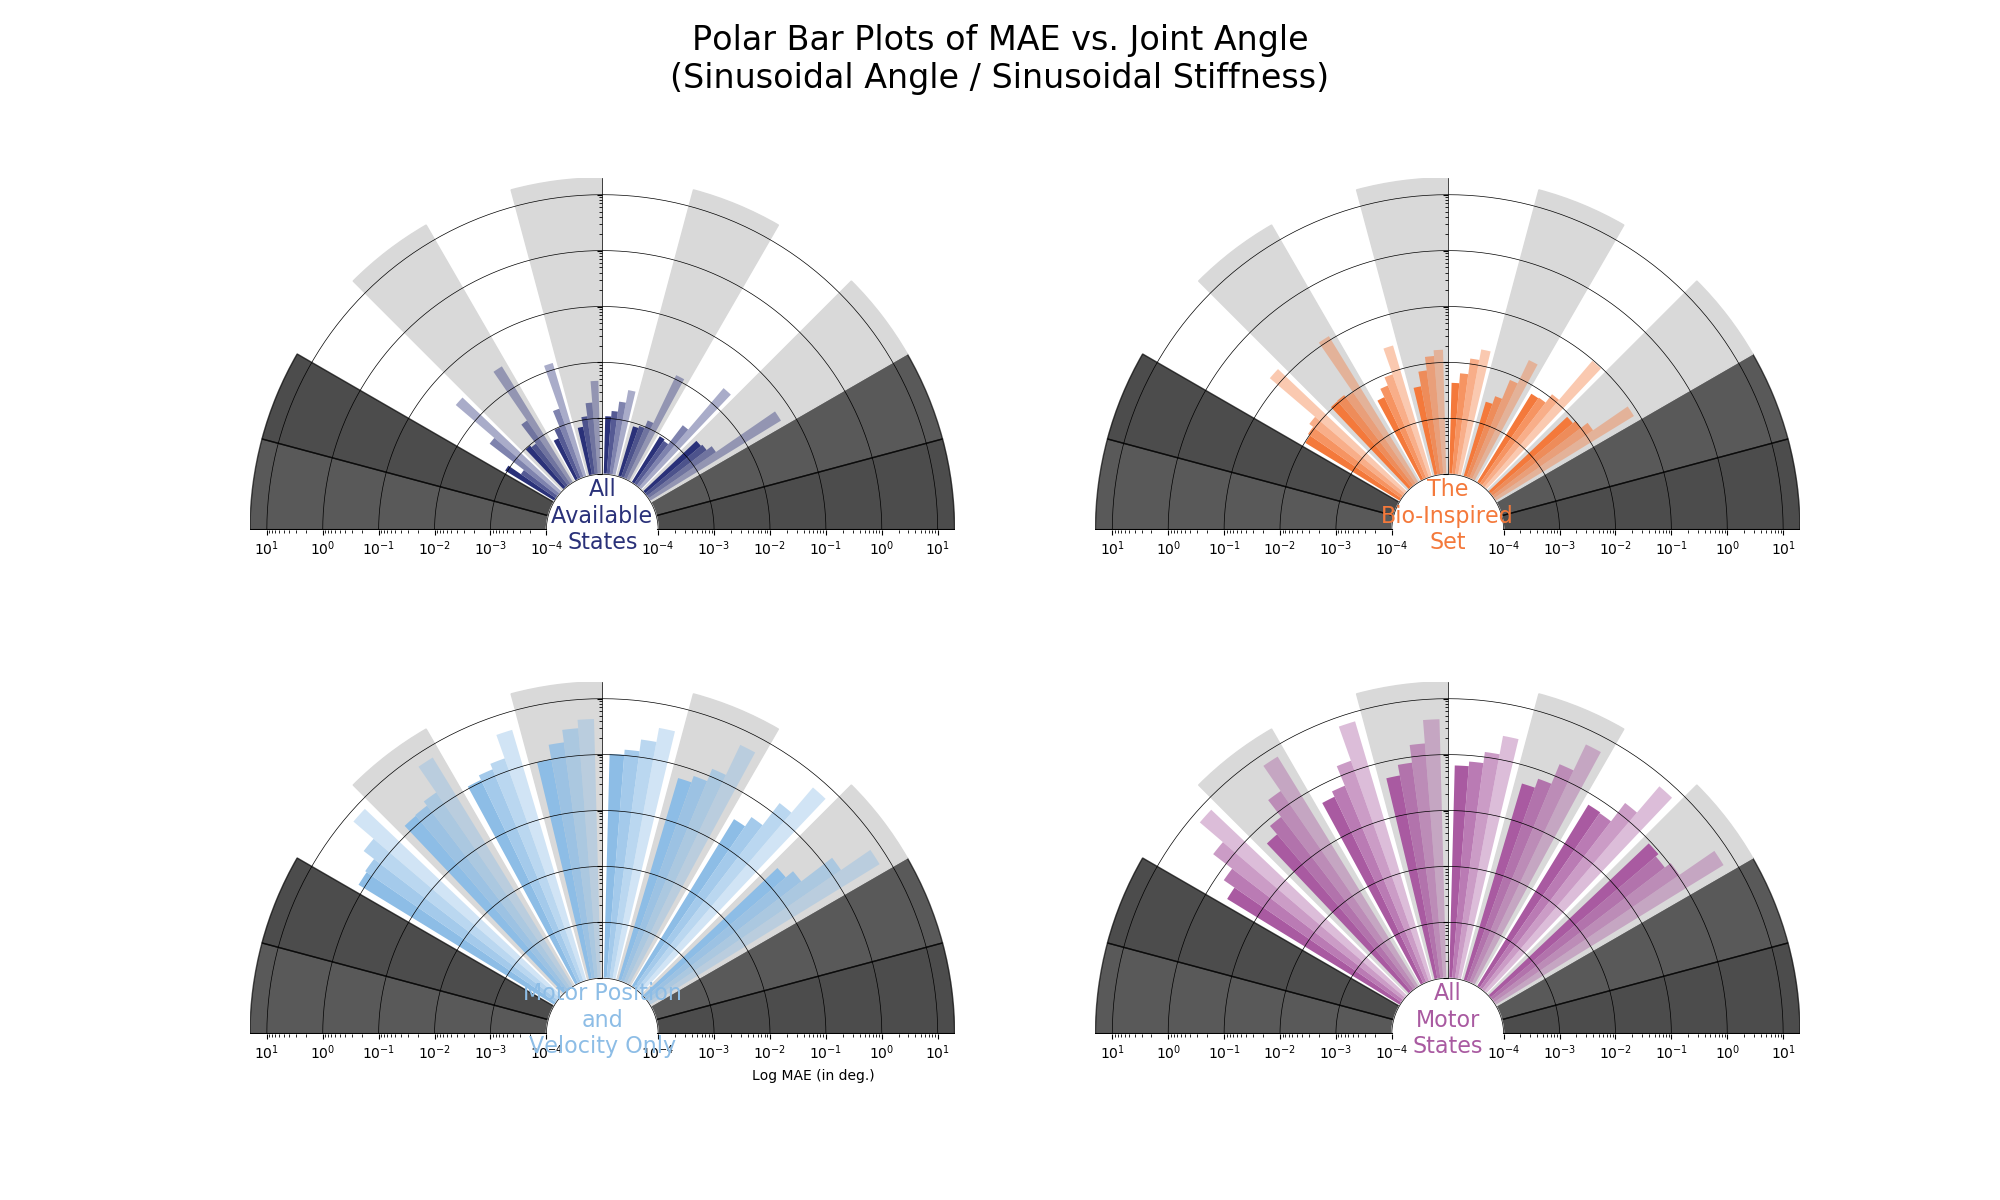 Polar Bar Plots of MAE vs. Joint Angle
(Sinusoidal Angle / Sinusoidal Stiffness)
All
Available
States
10¹ 10⁰ 10⁻¹ 10⁻² 10⁻³ 10⁻⁴ 10⁻⁴ 10⁻³ 10⁻² 10⁻¹ 10⁰ 10¹
The
Bio-Inspired
Set
10¹ 10⁰ 10⁻¹ 10⁻² 10⁻³ 10⁻⁴ 10⁻⁴ 10⁻³ 10⁻² 10⁻¹ 10⁰ 10¹
Motor Position
and
Velocity Only
10¹ 10⁰ 10⁻¹ 10⁻² 10⁻³ 10⁻⁴ 10⁻⁴ 10⁻³ 10⁻² 10⁻¹ 10⁰ 10¹
Log MAE (in deg.)
All
Motor
States
10¹ 10⁰ 10⁻¹ 10⁻² 10⁻³ 10⁻⁴ 10⁻⁴ 10⁻³ 10⁻² 10⁻¹ 10⁰ 10¹